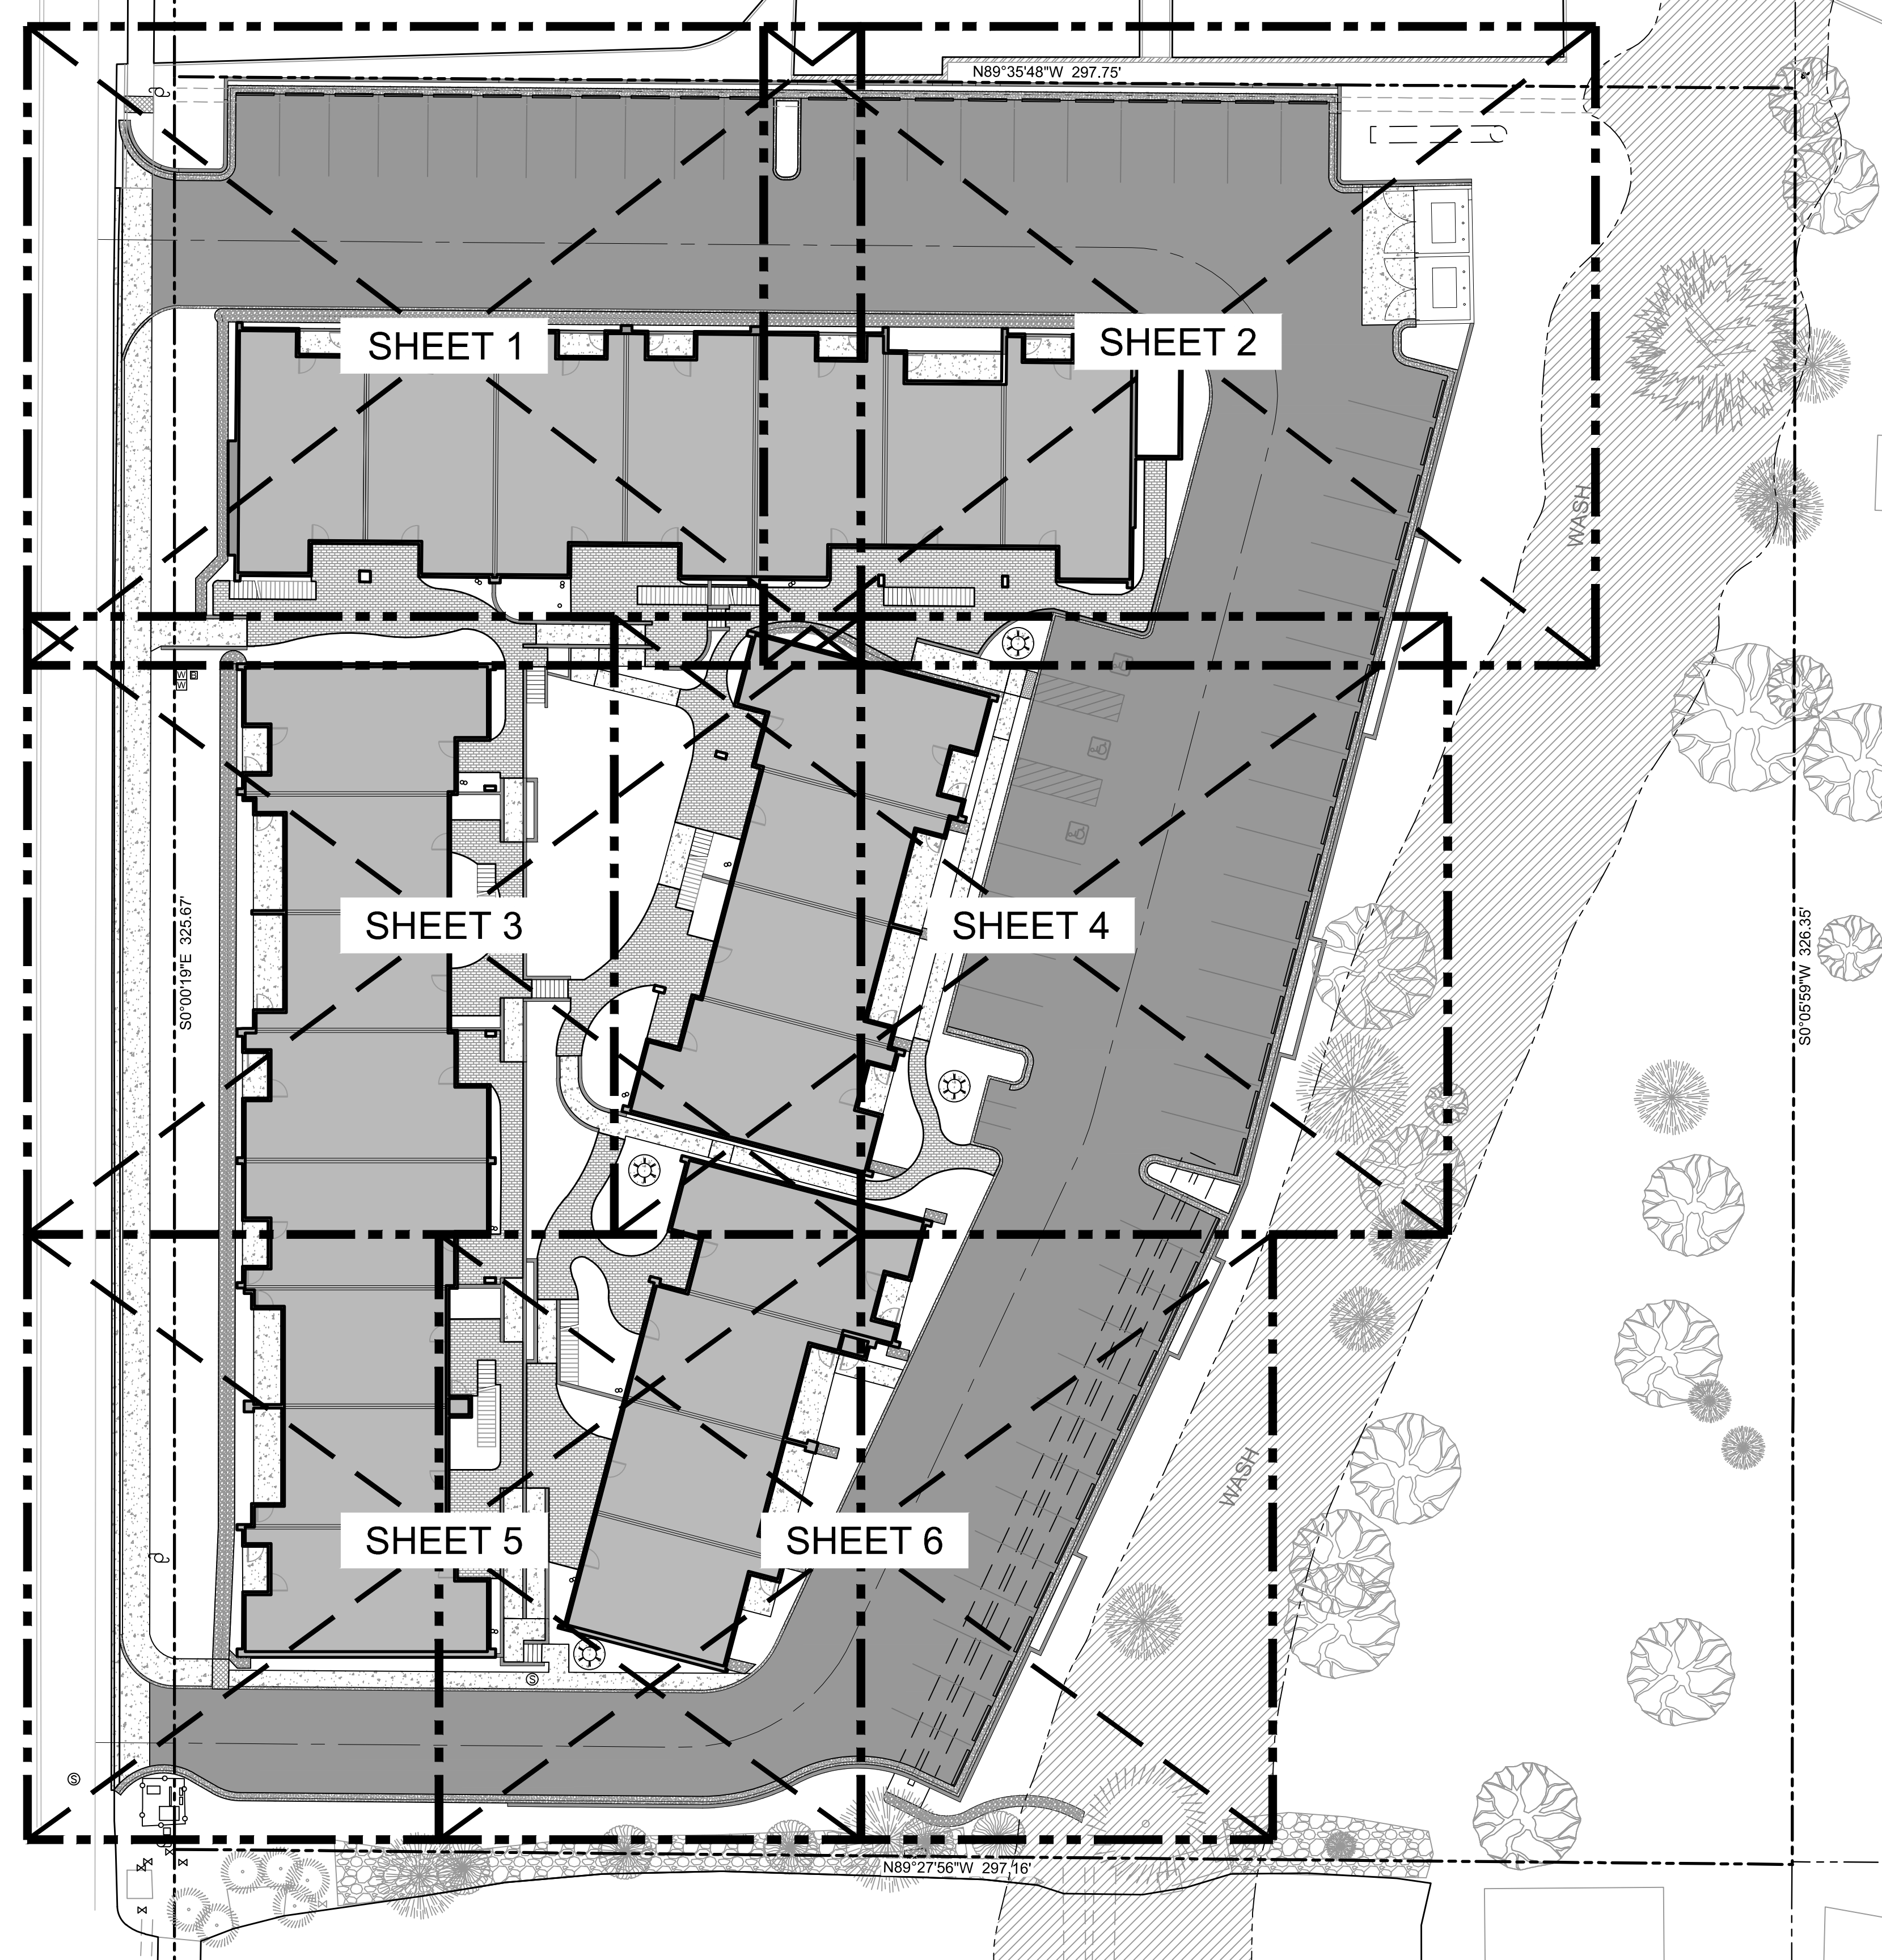 N89°35'48"W 297.75'
SHEET 1
SHEET 2
WASH
W
W
SHEET 3
SHEET 4
S0°00'19"E 325.67'
S0°05'59"W 326.35'
WASH
SHEET 5
SHEET 6
S
S
N89°27'56"W 297.16'